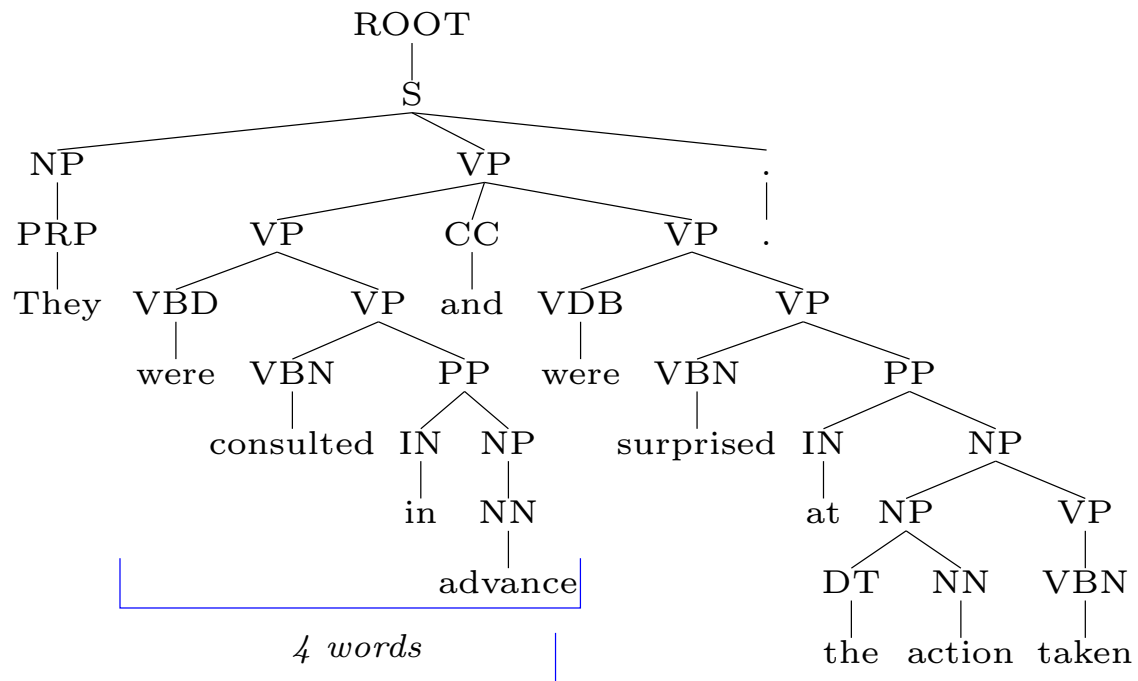 ROOT
S
NP VP .
PRP VP CC VP .
They VBD VP and VDB VP
were VBN PP were VBN PP
consulted IN NP surprised IN NP
in NN at NP VP
advance DT NN VBN
4 words the action taken